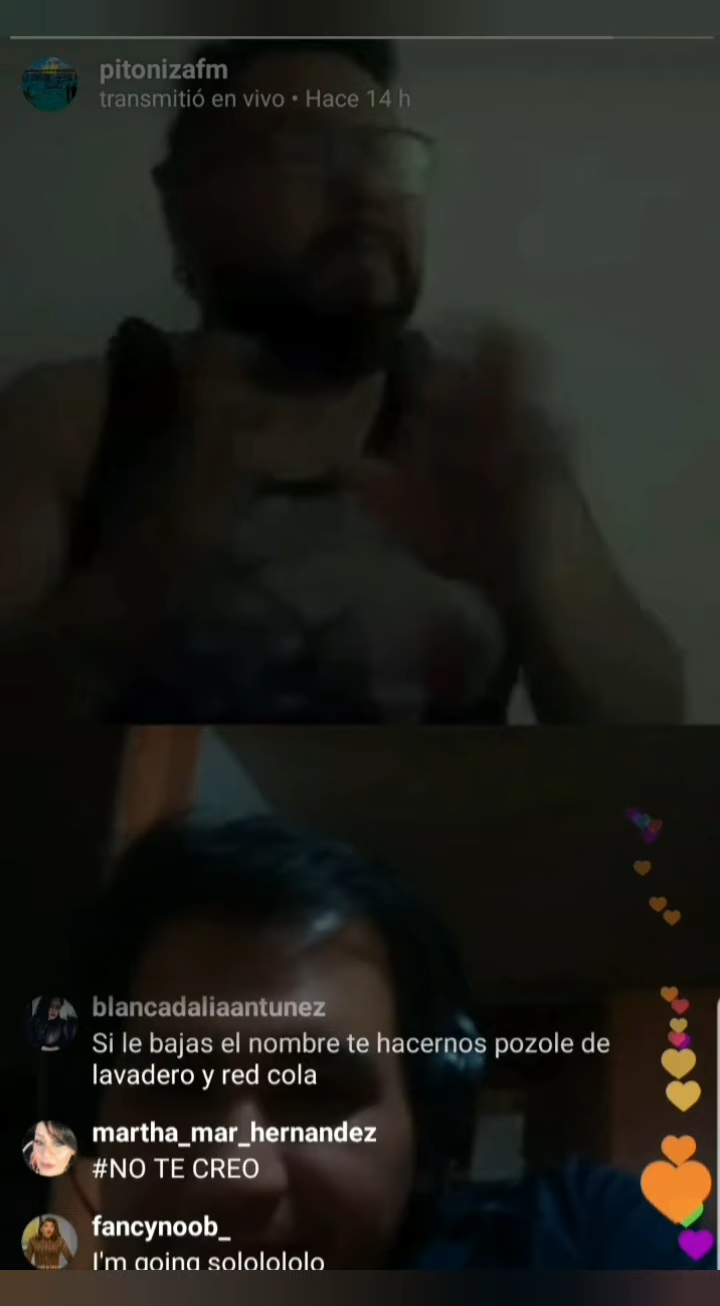 pitonizafm
transmitió en vivo • Hace 14 h
blancadaliaantunez
Si le bajas el nombre te hacernos pozole de
lavadero y red cola
martha_mar_hernandez
#NO TE CREO
fancynoob_
I'm going solololololo